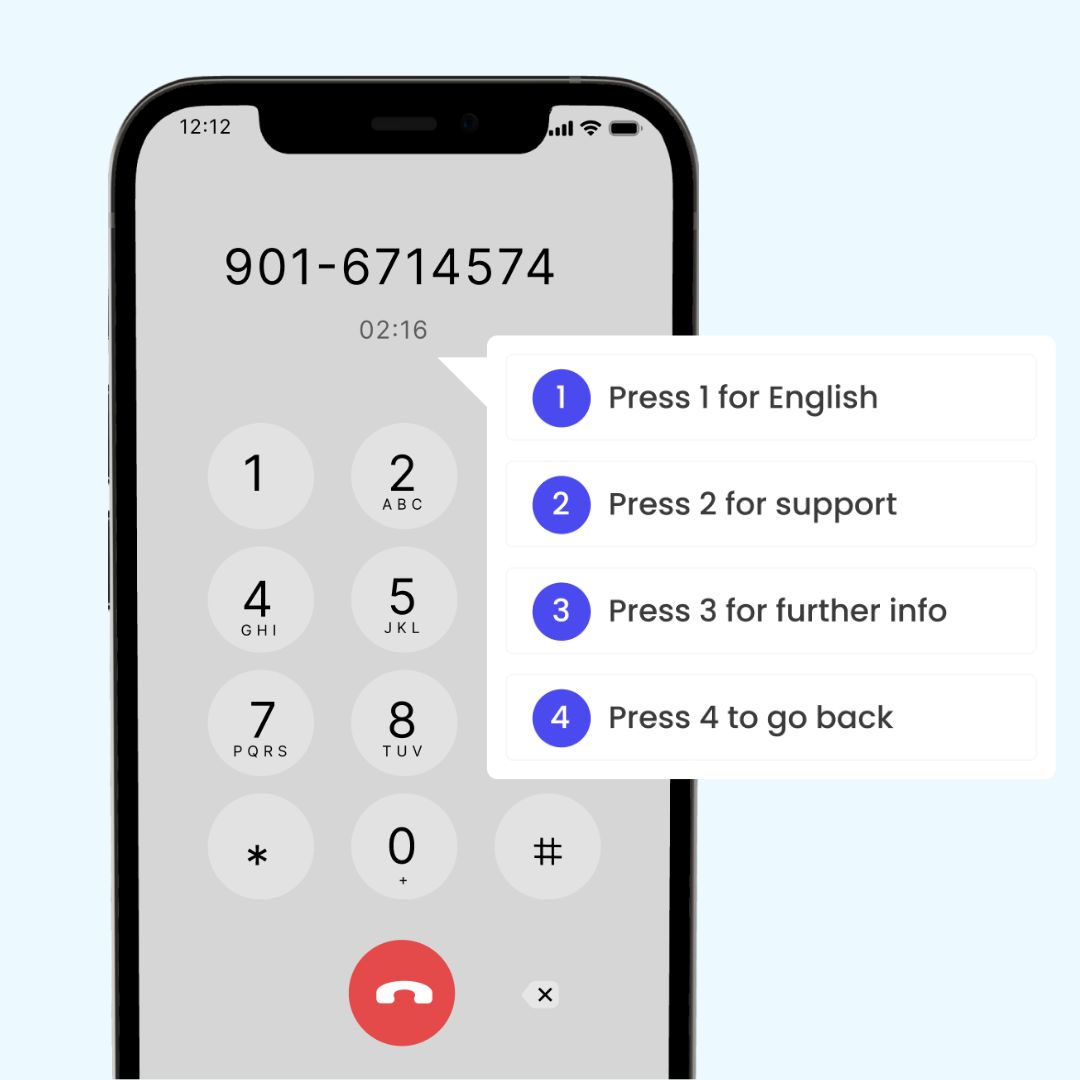 12:12
901-6714574
02:16
1 Press 1 for English
2 Press 2 for support
3 Press 3 for further info
4 Press 4 to go back
1 2
ABC
4 5
GHI JKL
7 8
PQRS TUV
* 0 #
+